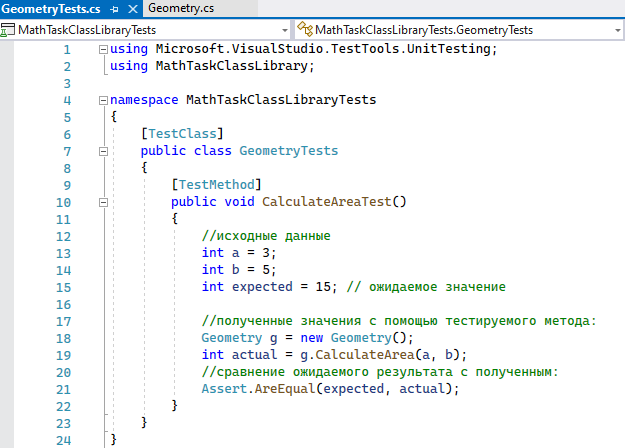 GeometryTests.cs Geometry.cs
MathTaskClassLibraryTests MathTaskClassLibraryTests.GeometryTests
1 using Microsoft.VisualStudio.TestTools.UnitTesting;
2 using MathTaskClassLibrary;
3
4 namespace MathTaskClassLibraryTests
5 {
6 [TestClass]
7 public class GeometryTests
8 {
9 [TestMethod]
10 public void CalculateAreaTest()
11 {
12 //исходные данные
13 int a = 3;
14 int b = 5;
15 int expected = 15; // ожидаемое значение
16
17 //полученные значения с помощью тестируемого метода:
18 Geometry g = new Geometry();
19 int actual = g.CalculateArea(a, b);
20 //сравнение ожидаемого результата с полученным:
21 Assert.AreEqual(expected, actual);
22 }
23 }
24 }